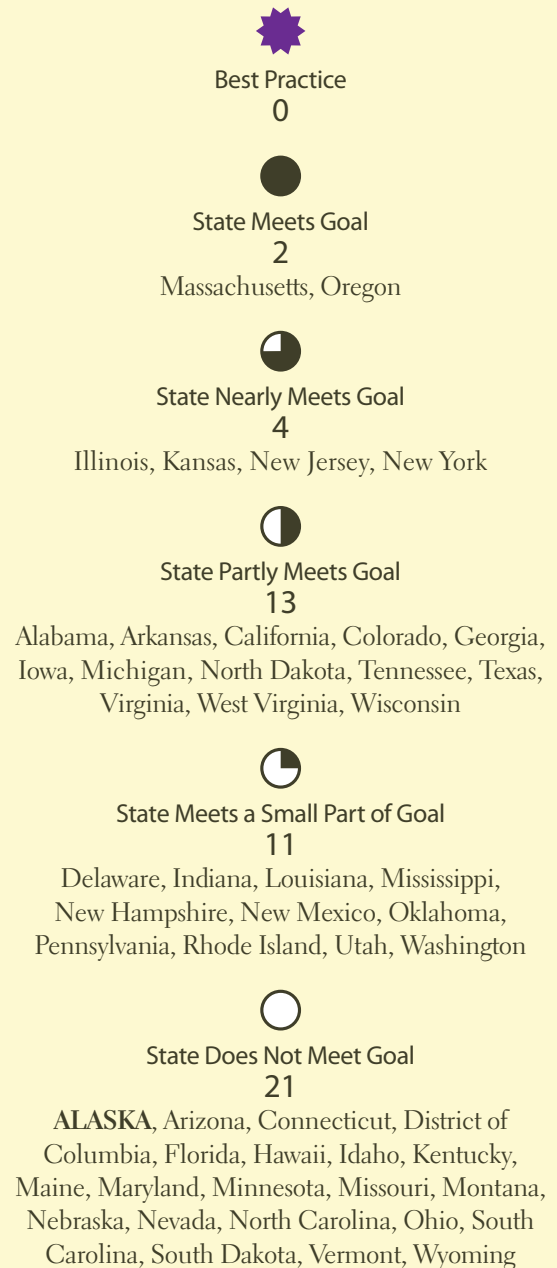 Best Practice
0
State Meets Goal
2
Massachusetts, Oregon
State Nearly Meets Goal
4
Illinois, Kansas, New Jersey, New York
State Partly Meets Goal
13
Alabama, Arkansas, California, Colorado, Georgia,
Iowa, Michigan, North Dakota, Tennessee, Texas,
Virginia, West Virginia, Wisconsin
State Meets a Small Part of Goal
11
Delaware, Indiana, Louisiana, Mississippi,
New Hampshire, New Mexico, Oklahoma,
Pennsylvania, Rhode Island, Utah, Washington
State Does Not Meet Goal
21
ALASKA, Arizona, Connecticut, District of
Columbia, Florida, Hawaii, Idaho, Kentucky,
Maine, Maryland, Minnesota, Missouri, Montana,
Nebraska, Nevada, North Carolina, Ohio, South
Carolina, South Dakota, Vermont, Wyoming